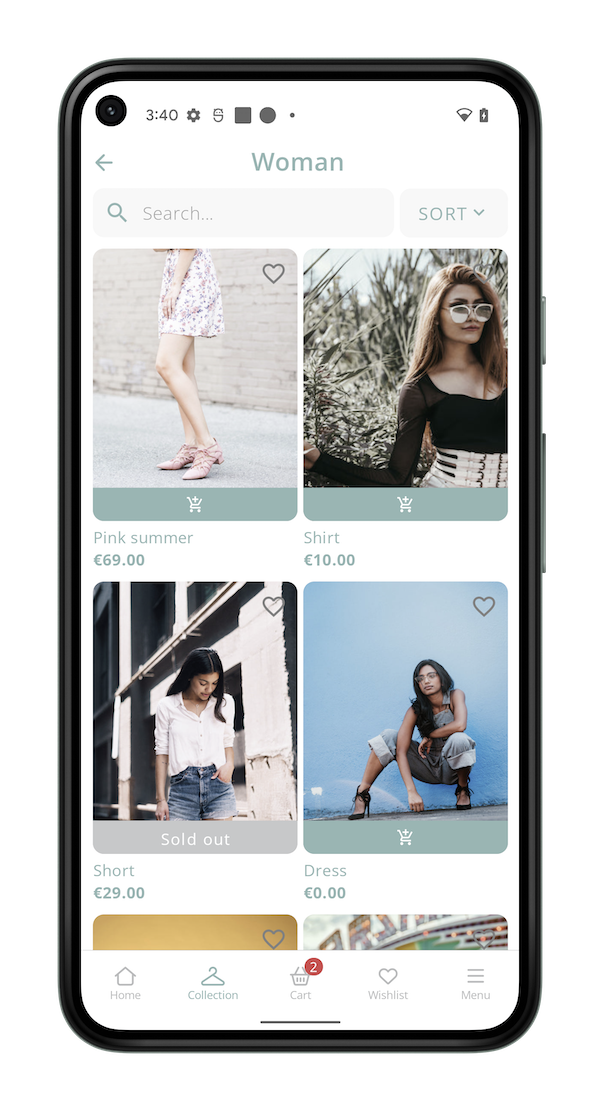 3:40
Woman
Search...
SORT
Pink summer
Shirt
€69.00
€10.00
Sold out
Short
Dress
€29.00
€0.00
2
Home
Collection
Cart
Wishlist
Menu